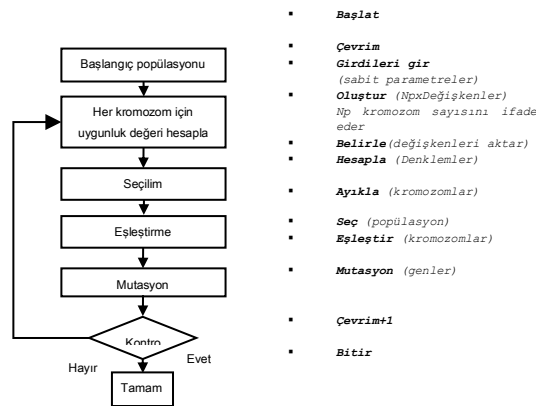 Başlangıç popülasyonu
Her kromozom için
uygunluk değeri hesapla
Seçilim
Eşleştirme
Mutasyon
Kontro
Hayır
Evet
Tamam
▪ Başlat
▪ Çevrim
▪ Girdileri gir
(sabit parametreler)
▪ Oluştur (NpxDeğişkenler)
Np kromozom sayısını ifade
eder
▪ Belirle(değişkenleri aktar)
▪ Hesapla (Denklemler)
▪ Ayıkla (kromozomlar)
▪ Seç (popülasyon)
▪ Eşleştir (kromozomlar)
▪ Mutasyon (genler)
▪ Çevrim+1
▪ Bitir